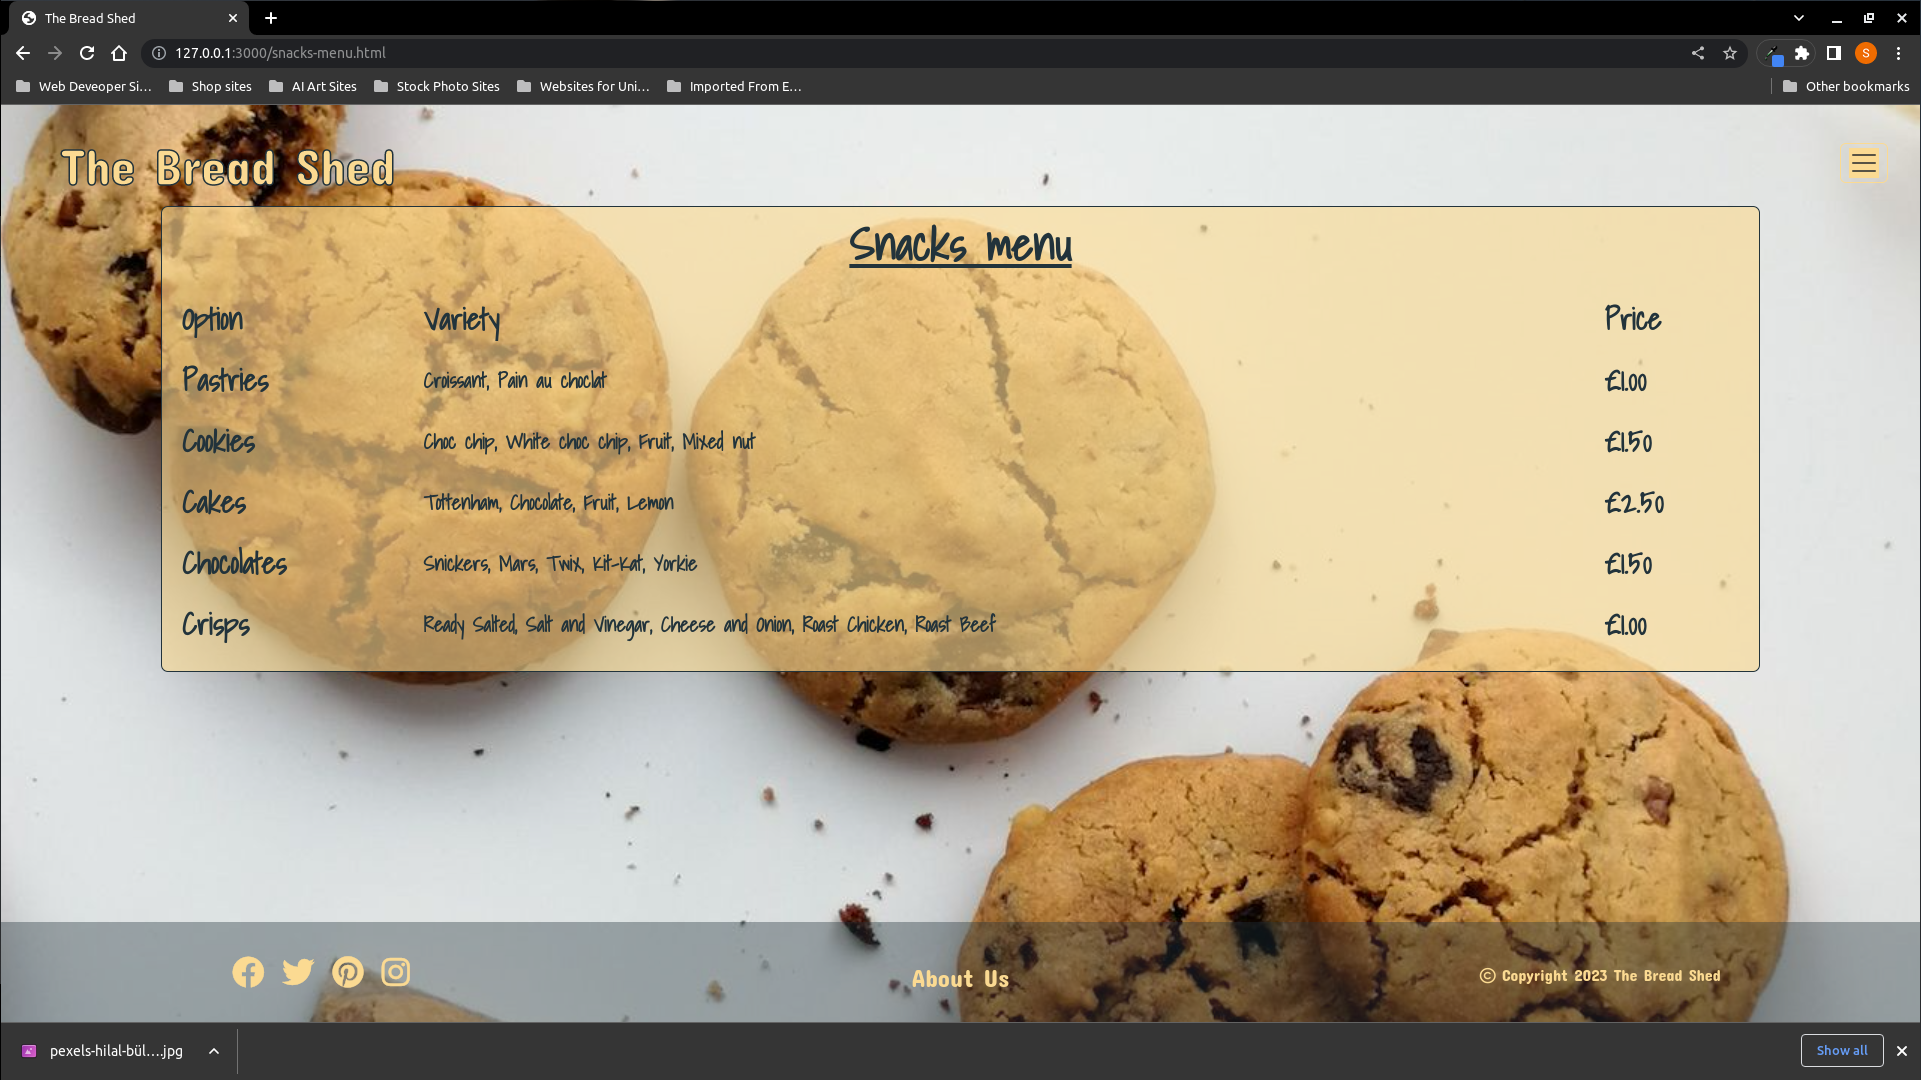 The Bread Shed
127.0.0.1:3000/snacks-menu.html
S
Web Deveoper Si... Shop sites AI Art Sites Stock Photo Sites Websites for Uni... Imported From E... Other bookmarks
The Bread Shed
Snacks menu
Option Variety Price
Pastries Croissant, Pain au choclat £1.00
Cookies Choc chip, White choc chip, Fruit, Mixed nut £1.50
Cakes Tottenham, Chocolate, Fruit, Lemon £2.50
Chocolates Snickers, Mars, Twix, Kit-Kat, Yorkie £1.50
Crisps Ready Salted, Salt and Vinegar, Cheese and Onion, Roast Chicken, Roast Beef £1.00
About Us
© Copyright 2023 The Bread Shed
pexels-hilal-bül....jpg
Show all